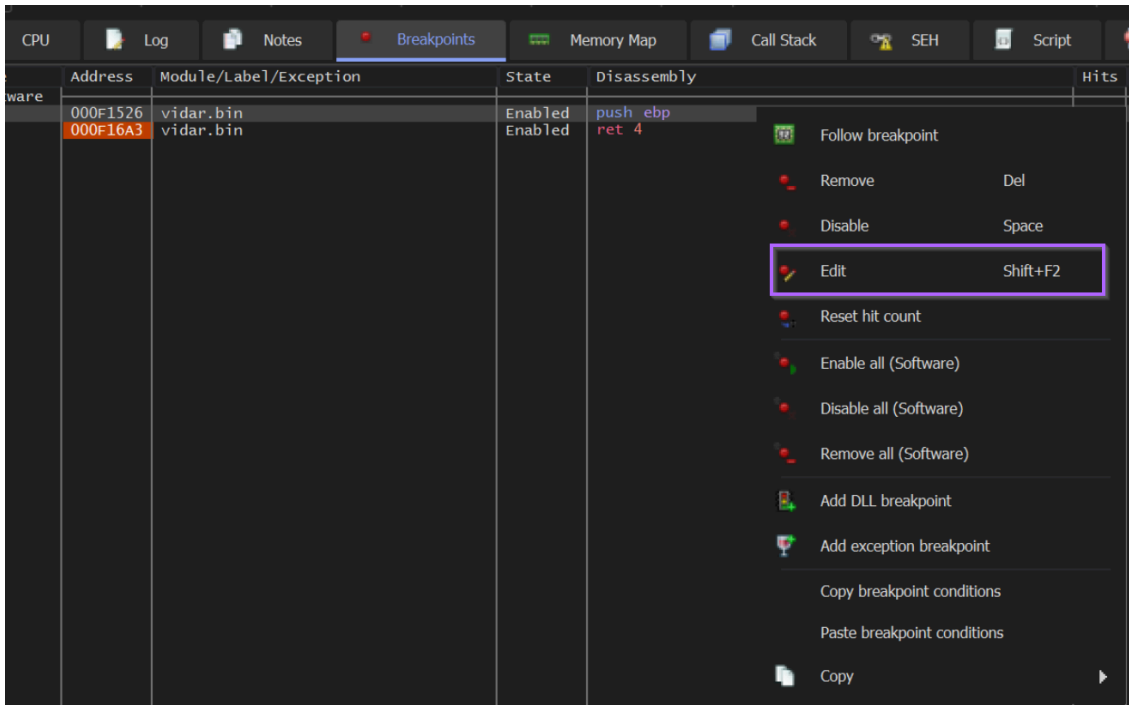 CPU Log Notes Breakpoints Memory Map Call Stack SEH Script
Address Module/Label/Exception State Disassembly Hits
tware
000F1526 vidar.bin Enabled push ebp
000F16A3 vidar.bin Enabled ret 4
Follow breakpoint
Remove Del
Disable Space
Edit Shift+F2
Reset hit count
Enable all (Software)
Disable all (Software)
Remove all (Software)
Add DLL breakpoint
Add exception breakpoint
Copy breakpoint conditions
Paste breakpoint conditions
Copy